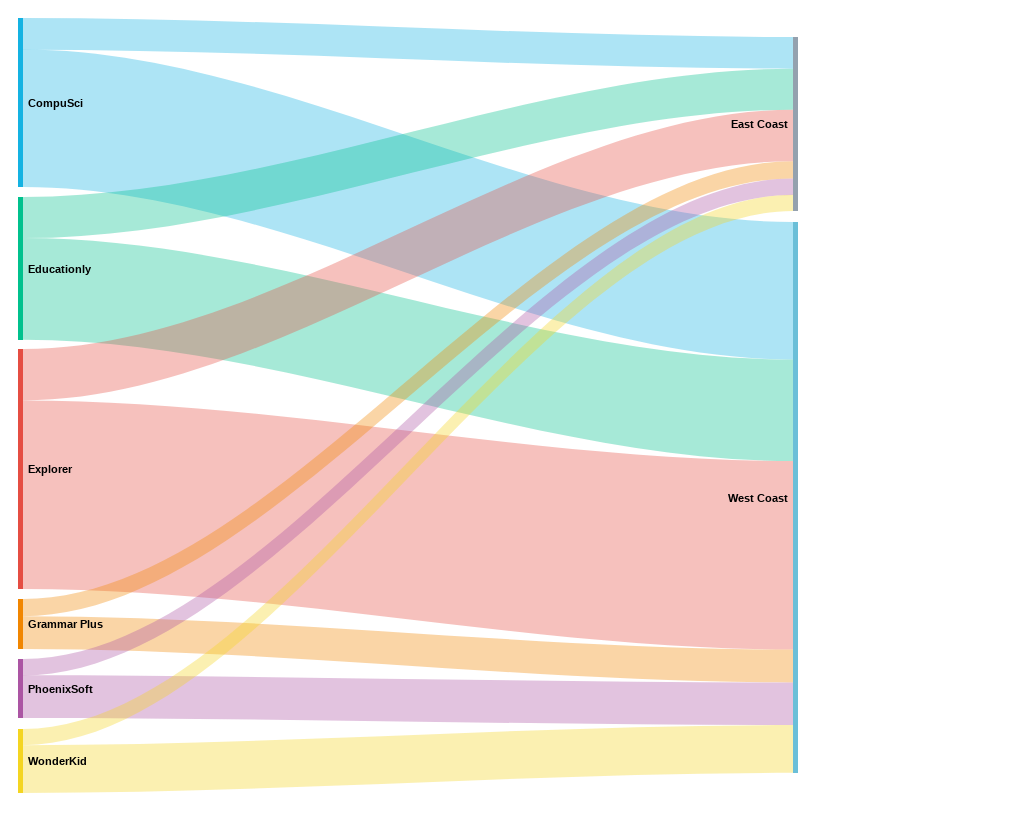 CompuSci
Educationly
Explorer
Grammar Plus
PhoenixSoft
WonderKid
East Coast
West Coast